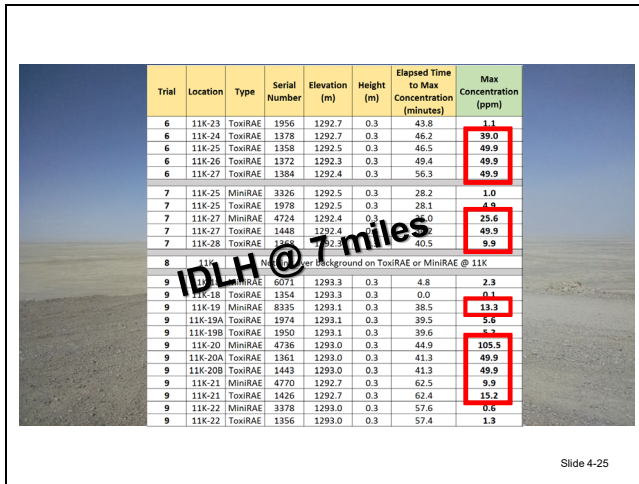 Trial Location Type Serial Number Elevation (m) Height (m) Elapsed Time to Max Concentration (minutes) Max Concentration (ppm)
6 11K-23 ToxiRAE 1956 1292.7 0.3 43.8 1.1
6 11K-24 ToxiRAE 1378 1292.7 0.3 46.2 39.0
6 11K-25 ToxiRAE 1358 1292.5 0.3 46.5 49.9
6 11K-26 ToxiRAE 1372 1292.3 0.3 49.4 49.9
6 11K-27 ToxiRAE 1384 1292.4 0.3 56.3 49.9
7 11K-25 MiniRAE 3326 1292.5 0.3 28.2 1.0
7 11K-25 ToxiRAE 1978 1292.5 0.3 28.1 4.9
7 11K-27 MiniRAE 4724 1292.4 0.3 25.6
7 11K-27 ToxiRAE 1448 1292.4 49.9
7 11K-28 ToxiRAE 1292.3 40.5 9.9
8 11K over background on ToxiRAE or MiniRAE @ 11K
IDLH @ 7 miles
9 MiniRAE 6071 1293.3 0.3 4.8 2.3
9 11K-18 ToxiRAE 1354 1293.3 0.3 0.0 0.1
9 11K-19 MiniRAE 8335 1293.1 0.3 38.5 13.3
9 11K-19A ToxiRAE 1974 1293.1 0.3 39.5 5.6
9 11K-19B ToxiRAE 1950 1293.1 0.3 39.6 5.2
9 11K-20 MiniRAE 4736 1293.0 0.3 44.9 105.5
9 11K-20A ToxiRAE 1361 1293.0 0.3 41.3 49.9
9 11K-20B ToxiRAE 1443 1293.0 0.3 41.3 49.9
9 11K-21 MiniRAE 4770 1292.7 0.3 62.5 9.9
9 11K-21 ToxiRAE 1426 1292.7 0.3 62.4 15.2
9 11K-22 MiniRAE 3378 1293.0 0.3 57.6 0.6
9 11K-22 ToxiRAE 1356 1293.0 0.3 57.4 1.3
Slide 4-25